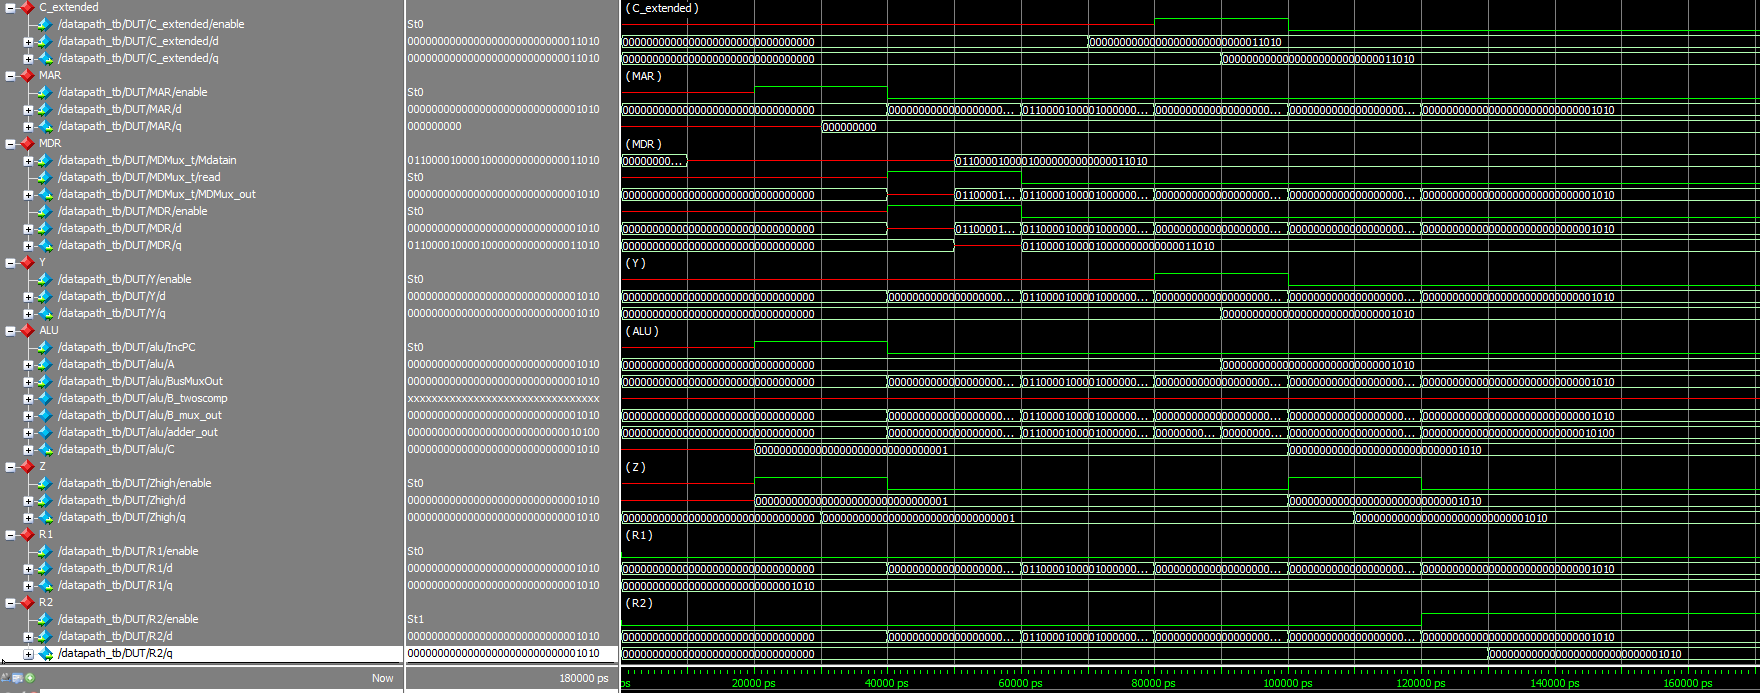 C_extended (C_extended)
/datapath_tb/DUT/C_extended/enable St0
/datapath_tb/DUT/C_extended/d 00000000000000000000000000011010 00000000000000000000000000000000 00000000000000000000000000011010
/datapath_tb/DUT/C_extended/q 00000000000000000000000000011010 00000000000000000000000000000000 00000000000000000000000000011010
MAR (MAR)
/datapath_tb/DUT/MAR/enable St0
/datapath_tb/DUT/MAR/d 00000000000000000000000000001010 00000000000000000000000000000000 0000000000000000000... 0110000100001000000... 0000000000000000000... 0000000000000000000... 00000000000000000000000000001010
/datapath_tb/DUT/MAR/q 000000000 000000000
MDR (MDR)
/datapath_tb/DUT/MDMux_t/Mdatain 01100001000010000000000000011010 00000000... 01100001000010000000000000011010
/datapath_tb/DUT/MDMux_t/read St0
/datapath_tb/DUT/MDMux_t/MDMux_out 00000000000000000000000000001010 00000000000000000000000000000000 01100001... 0110000100001000000... 0000000000000000000... 0000000000000000000... 00000000000000000000000000001010
/datapath_tb/DUT/MDR/enable St0
/datapath_tb/DUT/MDR/d 00000000000000000000000000001010 00000000000000000000000000000000 01100001... 0110000100001000000... 0000000000000000000... 0000000000000000000... 00000000000000000000000000001010
/datapath_tb/DUT/MDR/q 01100001000010000000000000011010 00000000000000000000000000000000 01100001000010000000000000011010
Y (Y)
/datapath_tb/DUT/Y/enable St0
/datapath_tb/DUT/Y/d 00000000000000000000000000001010 00000000000000000000000000000000 0000000000000000000... 0110000100001000000... 0000000000000000000... 0000000000000000000... 00000000000000000000000000001010
/datapath_tb/DUT/Y/q 00000000000000000000000000001010 00000000000000000000000000000000 00000000000000000000000000001010
ALU (ALU)
/datapath_tb/DUT/alu/IncPC St0
/datapath_tb/DUT/alu/A 00000000000000000000000000001010 00000000000000000000000000000000 00000000000000000000000000001010
/datapath_tb/DUT/alu/BusMuxOut 00000000000000000000000000001010 00000000000000000000000000000000 0000000000000000000... 0110000100001000000... 0000000000000000000... 0000000000000000000... 00000000000000000000000000001010
/datapath_tb/DUT/alu/B_twoscomp xxxxxxxxxxxxxxxxxxxxxxxxxxxxxxxx
/datapath_tb/DUT/alu/B_mux_out 00000000000000000000000000001010 00000000000000000000000000000000 0000000000000000000... 0110000100001000000... 0000000000000000000... 0000000000000000000... 00000000000000000000000000001010
/datapath_tb/DUT/alu/adder_out 00000000000000000000000000010100 00000000000000000000000000000000 0000000000000000000... 0110000100001000000... 00000000... 00000000... 0000000000000000000... 00000000000000000000000000010100
/datapath_tb/DUT/alu/C 00000000000000000000000000001010 00000000000000000000000000000001 00000000000000000000000000001010
Z (Z)
/datapath_tb/DUT/Zhigh/enable St0
/datapath_tb/DUT/Zhigh/d 00000000000000000000000000001010 00000000000000000000000000000001 00000000000000000000000000001010
/datapath_tb/DUT/Zhigh/q 00000000000000000000000000001010 00000000000000000000000000000000 00000000000000000000000000000001 00000000000000000000000000001010
R1 (R1)
/datapath_tb/DUT/R1/enable St0
/datapath_tb/DUT/R1/d 00000000000000000000000000001010 00000000000000000000000000000000 0000000000000000000... 0110000100001000000... 0000000000000000000... 0000000000000000000... 00000000000000000000000000001010
/datapath_tb/DUT/R1/q 00000000000000000000000000001010 00000000000000000000000000001010
R2 (R2)
/datapath_tb/DUT/R2/enable St1
/datapath_tb/DUT/R2/d 00000000000000000000000000001010 00000000000000000000000000000000 0000000000000000000... 0110000100001000000... 0000000000000000000... 0000000000000000000... 00000000000000000000000000001010
/datapath_tb/DUT/R2/q 00000000000000000000000000001010 00000000000000000000000000000000 00000000000000000000000000001010
Now 180000 ps ps 20000 ps 40000 ps 60000 ps 80000 ps 100000 ps 120000 ps 140000 ps 160000 ps